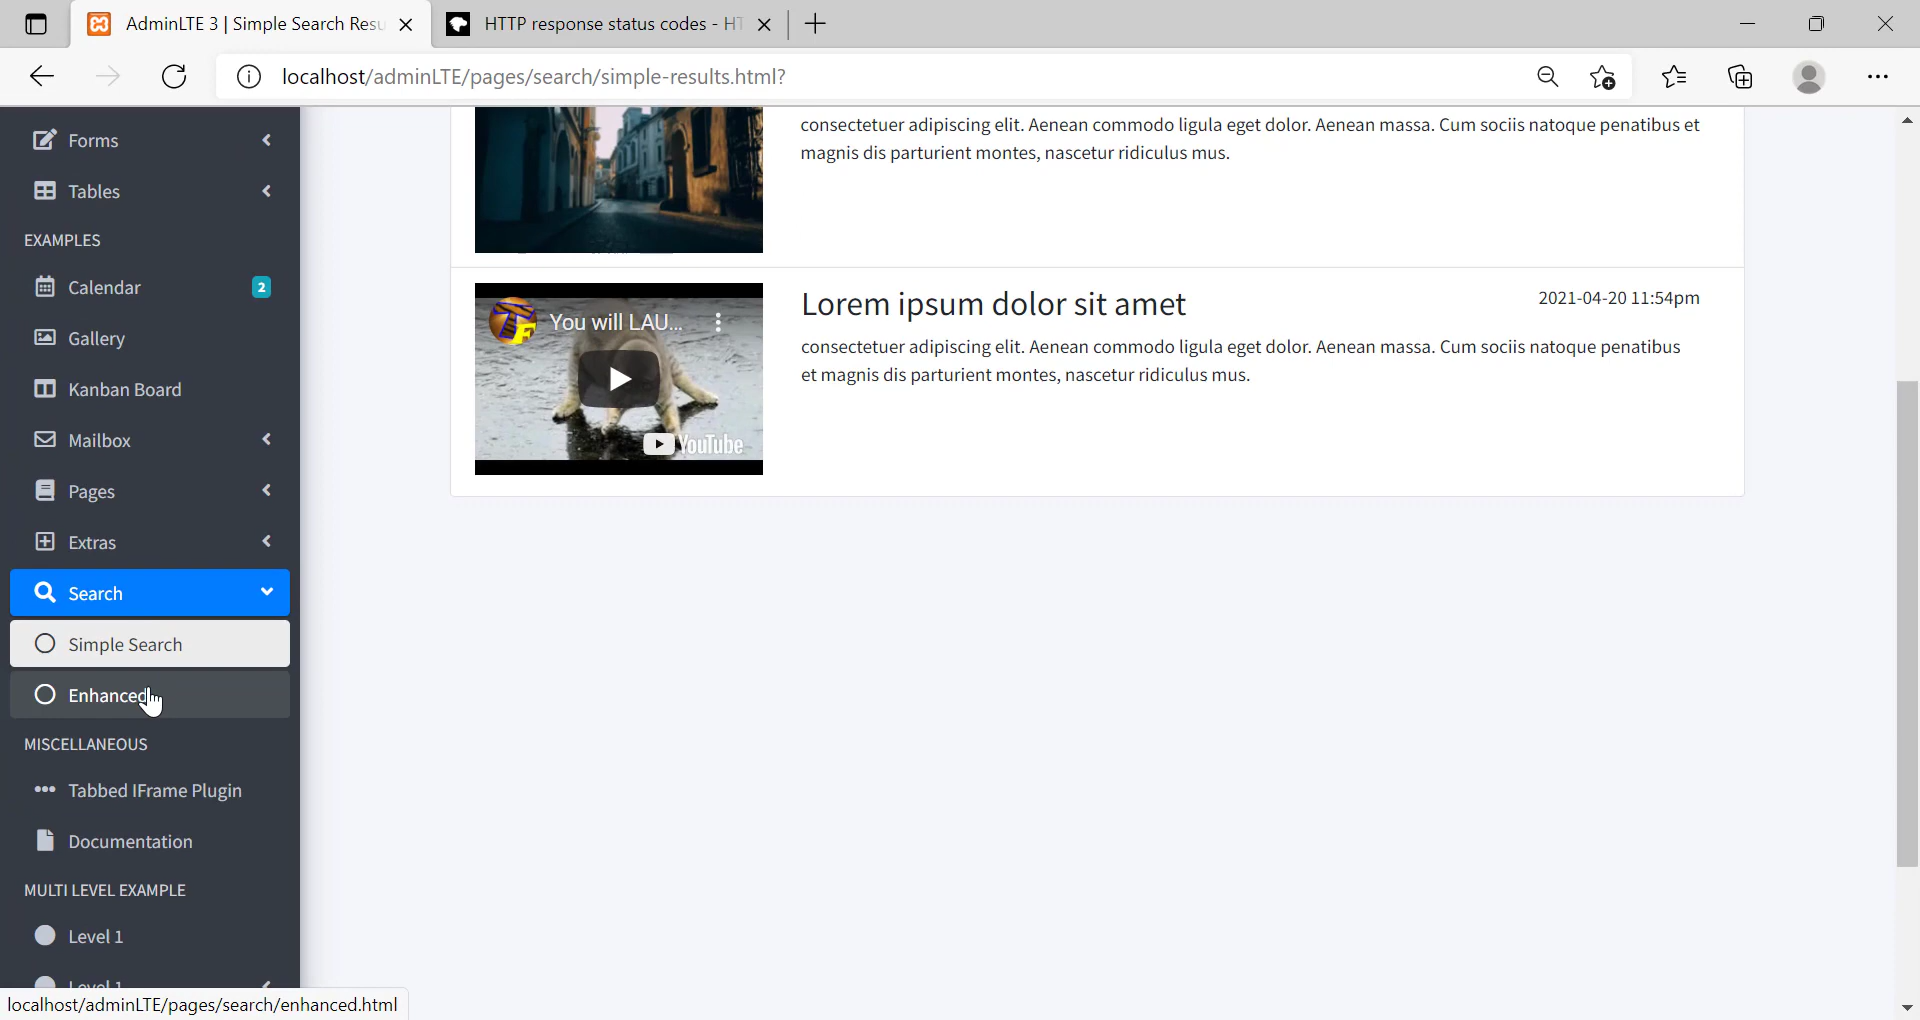 AdminLTE 3 | Simple Search Resu
HTTP response status codes - HT
localhost/adminLTE/pages/search/simple-results.html?
Forms
Tables
EXAMPLES
Calendar 2
Gallery
Kanban Board
Mailbox
Pages
Extras
Search
Simple Search
Enhanced
MISCELLANEOUS
Tabbed IFrame Plugin
Documentation
MULTI LEVEL EXAMPLE
Level 1
Level 1
localhost/adminLTE/pages/search/enhanced.html
consectetuer adipiscing elit. Aenean commodo ligula eget dolor. Aenean massa. Cum sociis natoque penatibus et
magnis dis parturient montes, nascetur ridiculus mus.
You will LAU...
YouTube
Lorem ipsum dolor sit amet
2021-04-20 11:54pm
consectetuer adipiscing elit. Aenean commodo ligula eget dolor. Aenean massa. Cum sociis natoque penatibus
et magnis dis parturient montes, nascetur ridiculus mus.